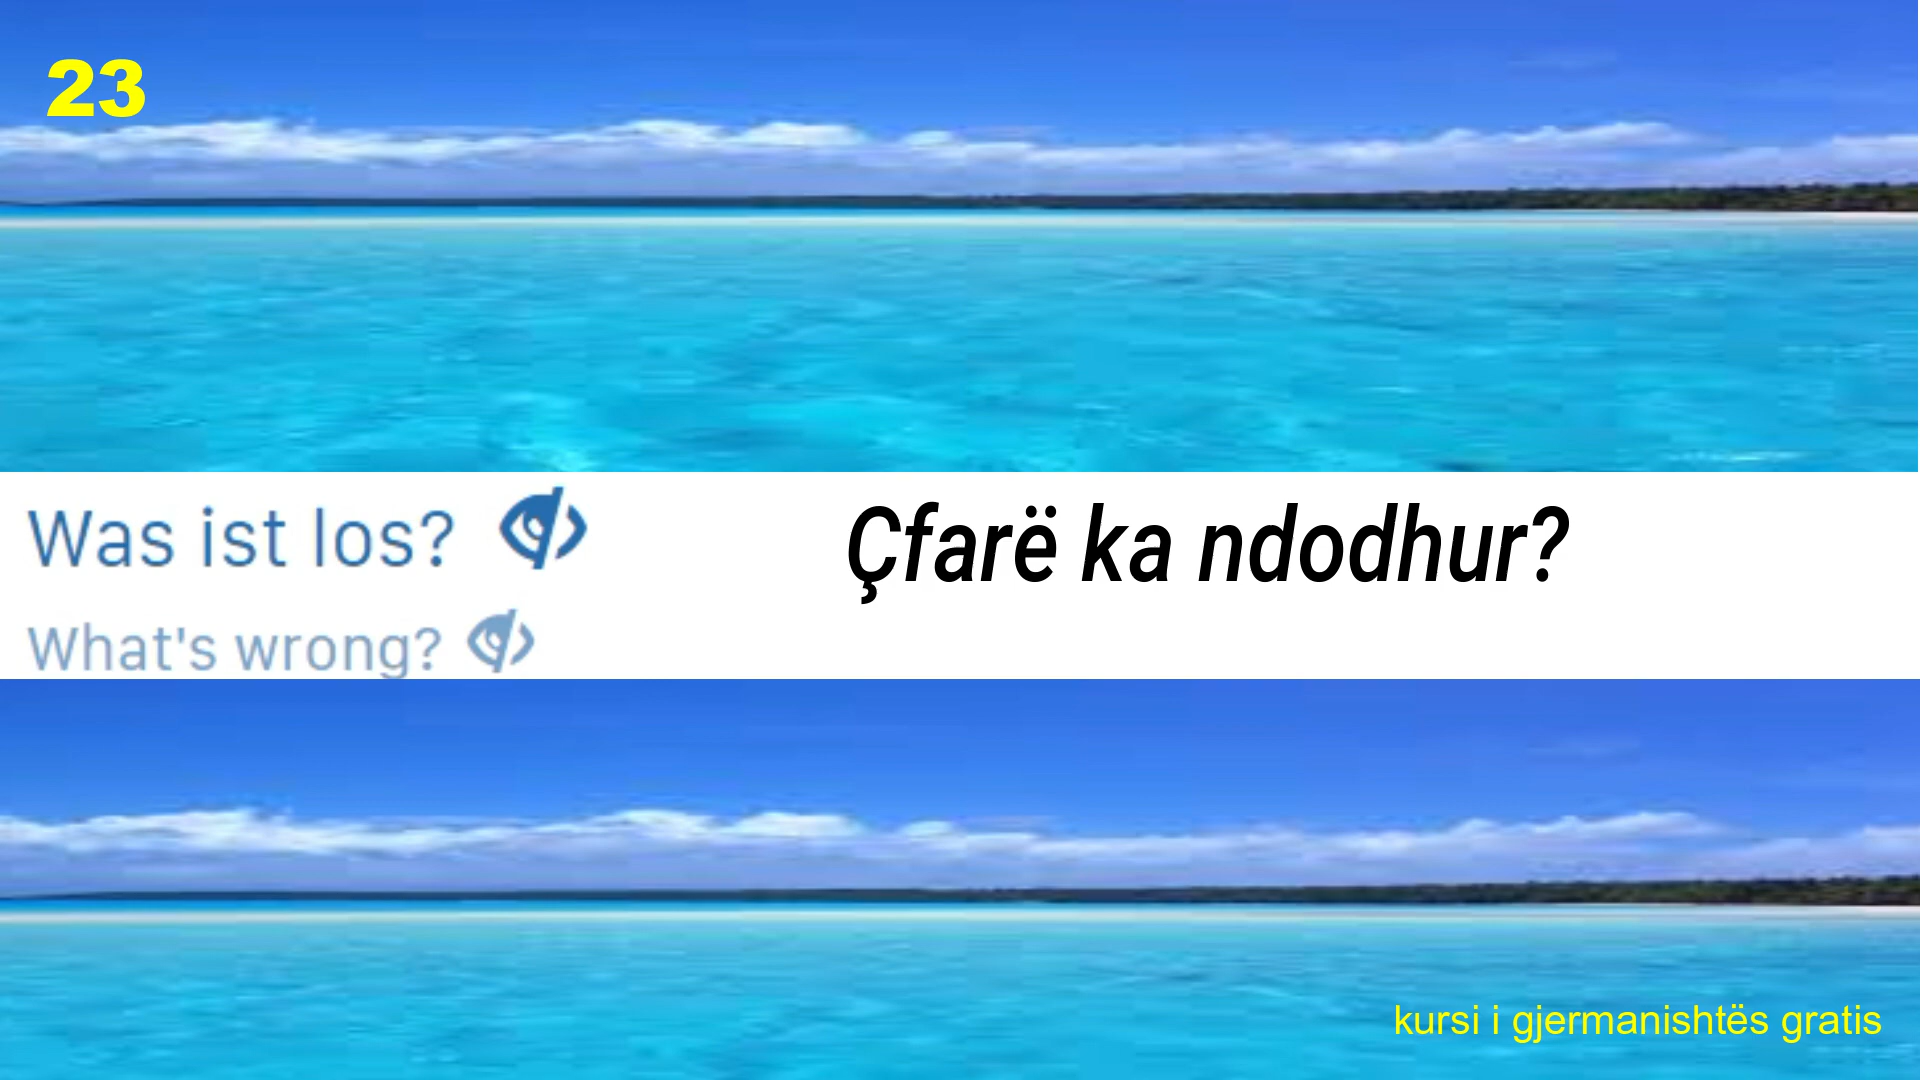 23
Was ist los?
Çfarë ka ndodhur?
What's wrong?
kursi i gjermanishtës gratis